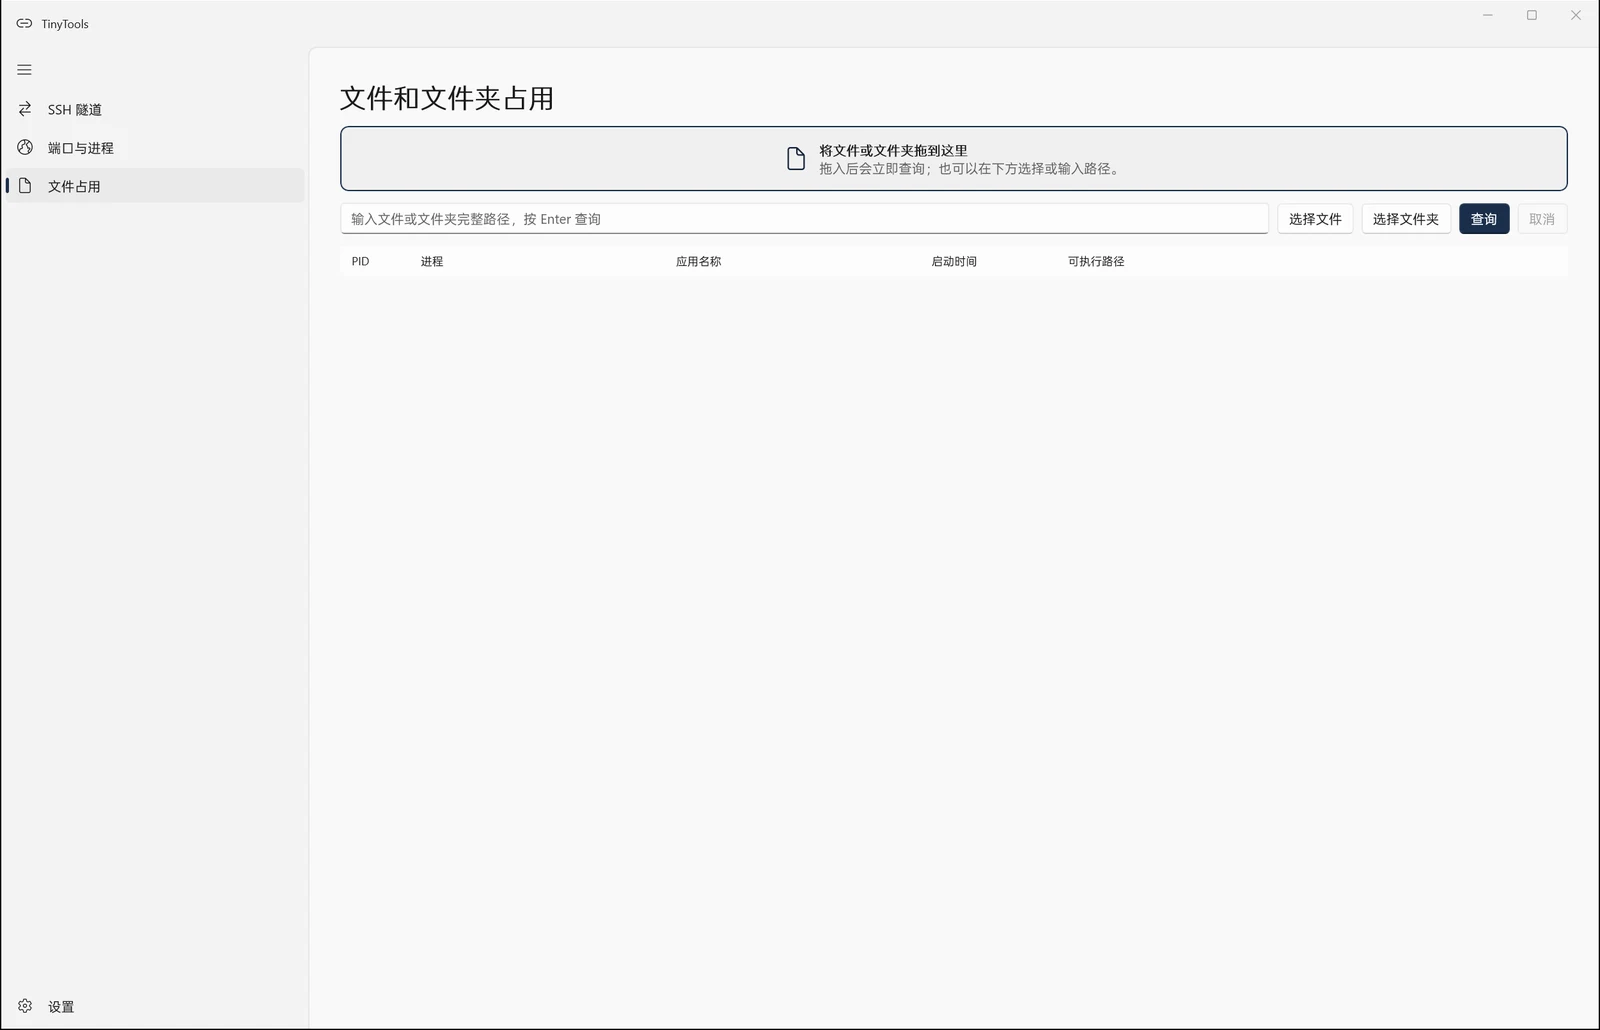 TinyTools
SSH 隧道
端口与进程
文件占用
设置
文件和文件夹占用
将文件或文件夹拖到这里
拖入后会立即查询；也可以在下方选择或输入路径。
输入文件或文件夹完整路径，按 Enter 查询
选择文件
选择文件夹
查询
取消
PID 进程 应用名称 启动时间 可执行路径